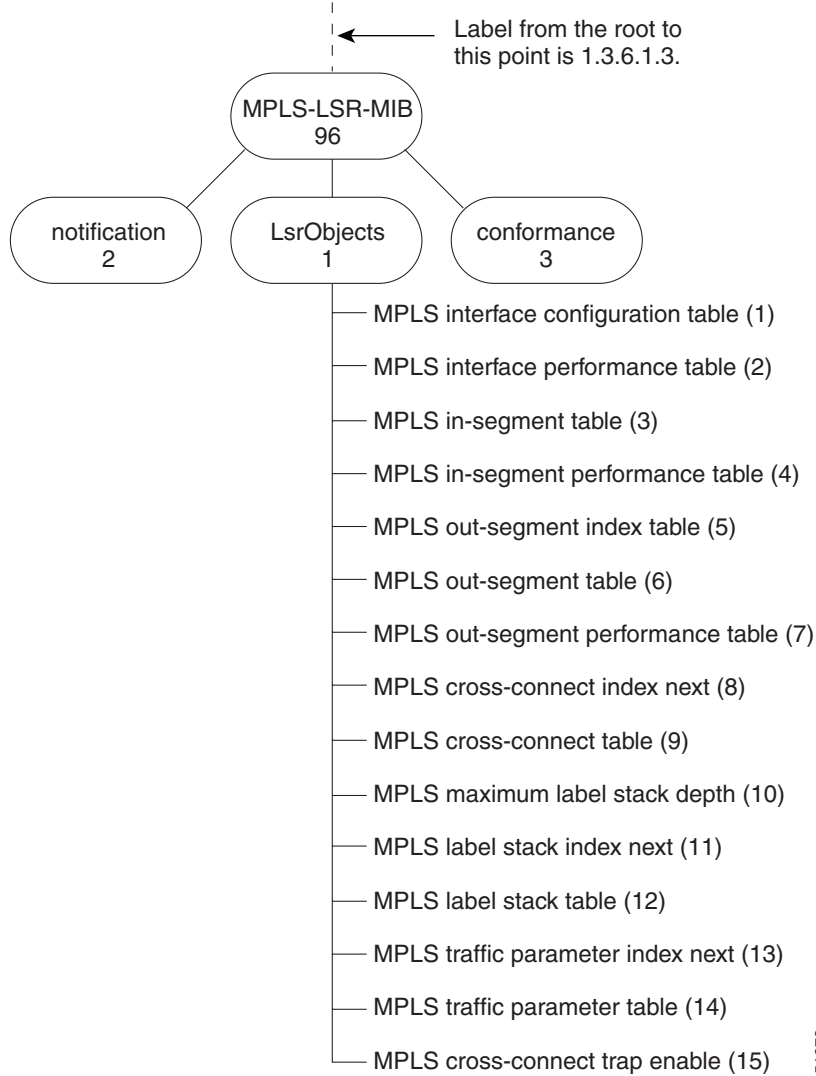 Label from the root to
this point is 1.3.6.1.3.
MPLS-LSR-MIB
96
notification
2
LsrObjects
1
conformance
3
MPLS interface configuration table (1)
MPLS interface performance table (2)
MPLS in-segment table (3)
MPLS in-segment performance table (4)
MPLS out-segment index table (5)
MPLS out-segment table (6)
MPLS out-segment performance table (7)
MPLS cross-connect index next (8)
MPLS cross-connect table (9)
MPLS maximum label stack depth (10)
MPLS label stack index next (11)
MPLS label stack table (12)
MPLS traffic parameter index next (13)
MPLS traffic parameter table (14)
MPLS cross-connect trap enable (15)